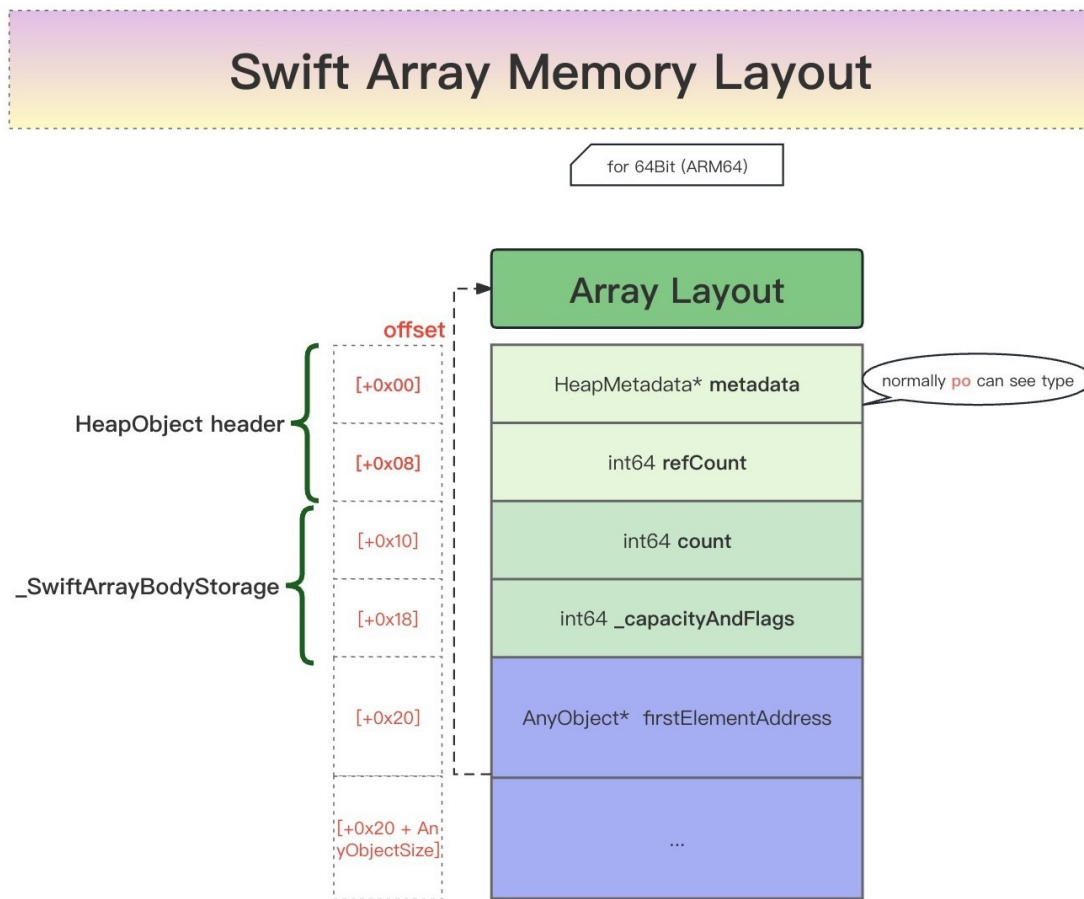 Swift Array Memory Layout
for 64Bit (ARM64)
Array Layout
offset
[+0x00]
HeapMetadata* metadata
normally po can see type
HeapObject header
[+0x08]
int64 refCount
[+0x10]
int64 count
_SwiftArrayBodyStorage
[+0x18]
int64 _capacityAndFlags
[+0x20]
AnyObject* firstElementAddress
[+0x20 + An
yObjectSize]
...